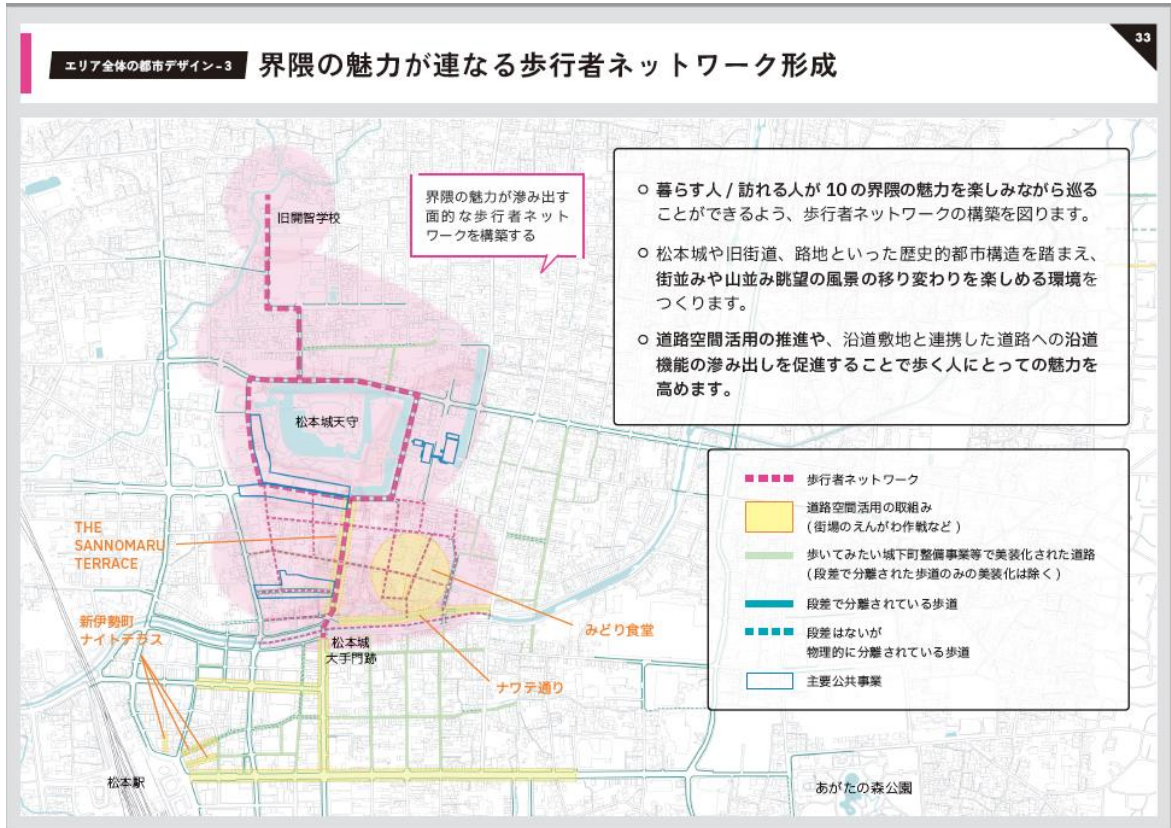 33
エリア全体の都市デザイン-3
界隈の魅力が連なる歩行者ネットワーク形成
界隈の魅力が滲み出す
面的な歩行者ネット
ワークを構築する
暮らす人 / 訪れる人が 10 の界隈の魅力を楽しみながら巡る
ことができるよう、歩行者ネットワークの構築を図ります。
松本城や旧街道、路地といった歴史的都市構造を踏まえ、
街並みや山並み眺望の風景の移り変わりを楽しめる環境を
つくります。
道路空間活用の推進や、沿道敷地と連携した道路への沿道
機能の滲み出しを促進することで歩く人にとっての魅力を
高めます。
旧開智学校
松本城天守
THE
SANNOMARU
TERRACE
新伊勢町
ナイトテラス
松本城
大手門跡
みどり食堂
ナワテ通り
松本駅
あがたの森公園
歩行者ネットワーク
道路空間活用の取組み
(街場のえんがわ作戦など)
歩いてみたい城下町整備事業等で美装化された道路
(段差で分離された歩道のみの美装化は除く)
段差で分離されている歩道
段差はないが
物理的に分離されている歩道
主要公共事業